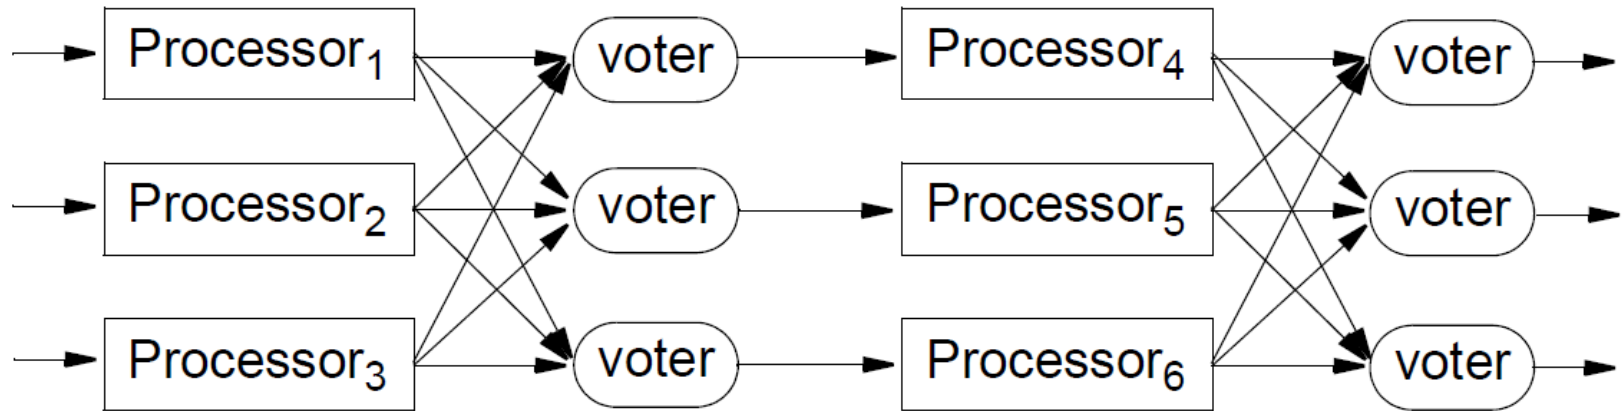 Processor1 voter Processor4 voter
Processor2 voter Processor5 voter
Processor3 voter Processor6 voter